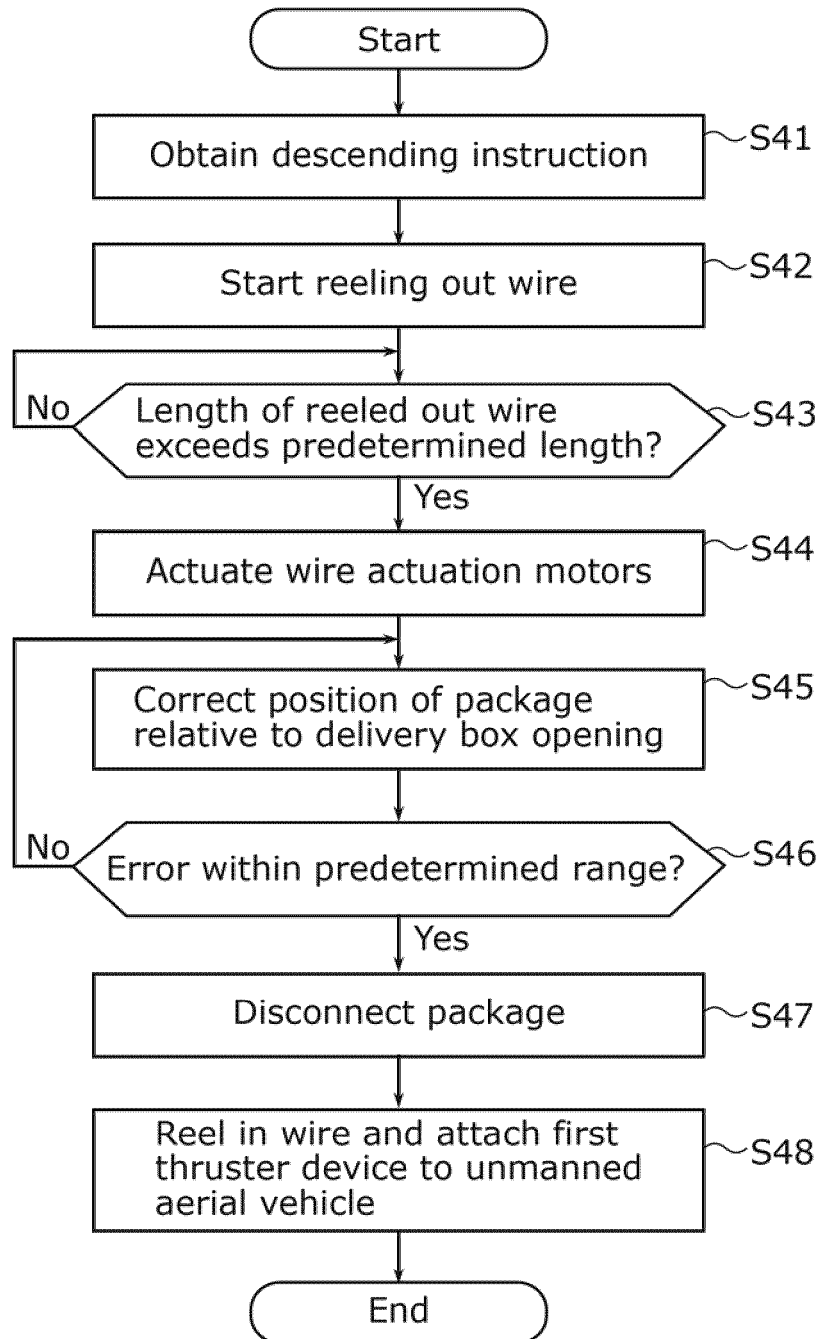 Start
Obtain descending instruction
S41
Start reeling out wire
S42
No
Length of reeled out wire
exceeds predetermined length?
S43
Yes
Actuate wire actuation motors
S44
Correct position of package
relative to delivery box opening
S45
No
Error within predetermined range?
S46
Yes
Disconnect package
S47
Reel in wire and attach first
thruster device to unmanned
aerial vehicle
S48
End